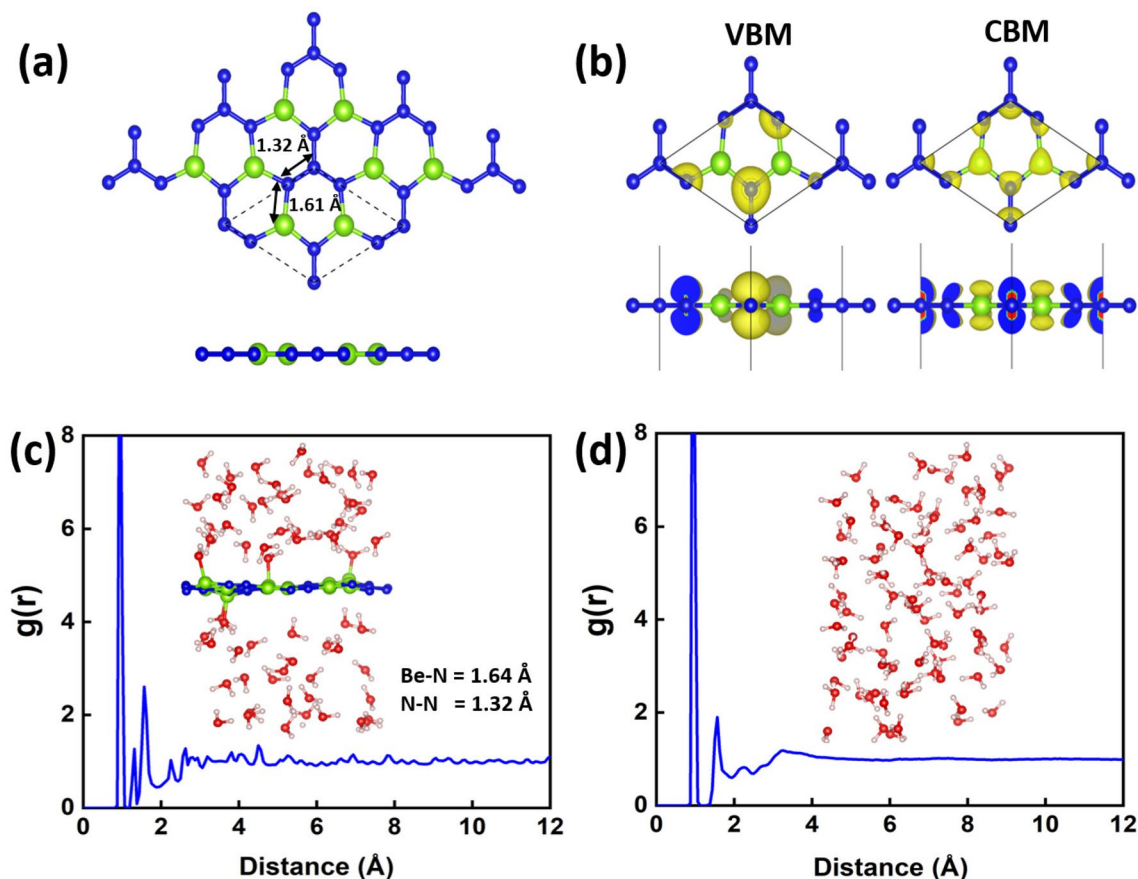 (a)
1.32 Å
1.61 Å
(b)
VBM
CBM
(c)
8
6
4
2
0
g(r)
Be-N = 1.64 Å
N-N = 1.32 Å
0 2 4 6 8 10 12
Distance (Å)
(d)
8
6
4
2
0
g(r)
0 2 4 6 8 10 12
Distance (Å)